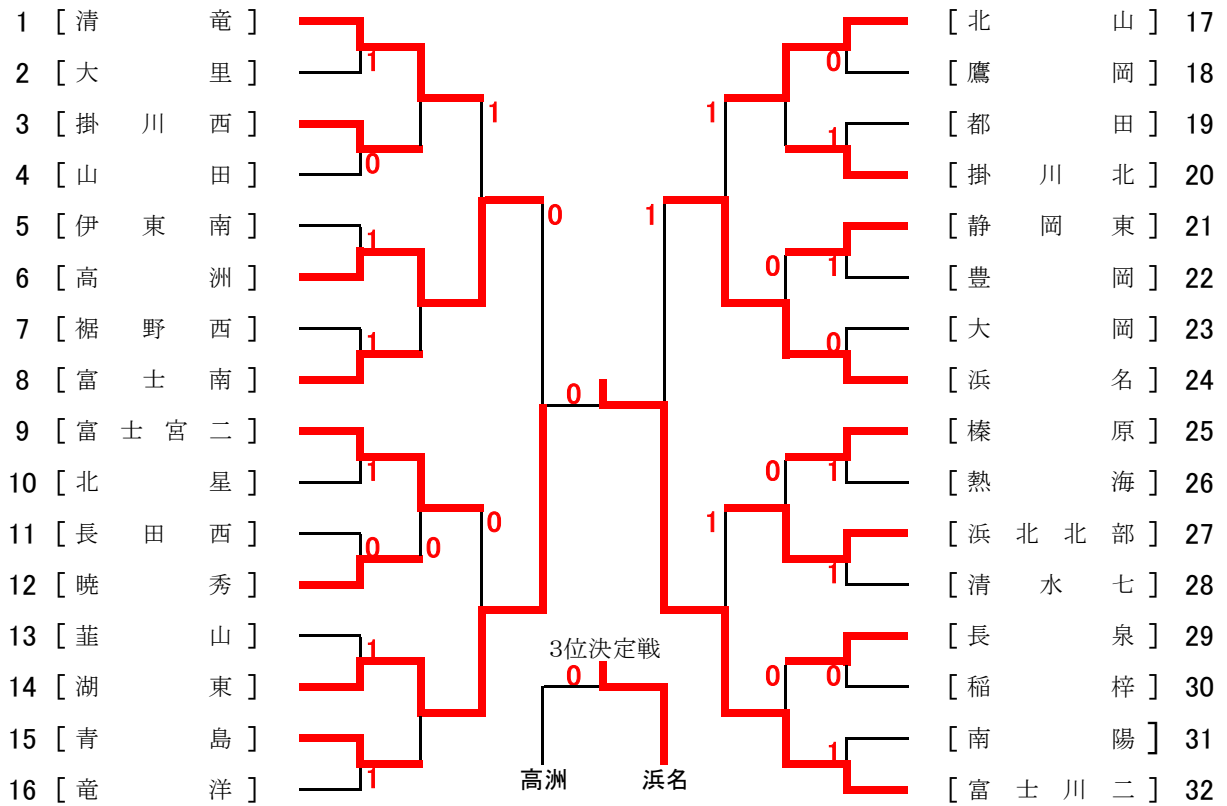 1 [清竜] 1 0 [北山] 17
2 [大里] [鷹岡] 18
3 [掛川西] 1 1 [都田] 19
4 [山田] 0 1 [掛川北] 20
5 [伊東南] 1 0 1 [静岡東] 21
6 [高洲] 0 1 [豊岡] 22
7 [裾野西] 1 0 [大岡] 23
8 [富士南] 0 [浜名] 24
9 [富士宮二] [榛原] 25
10 [北星] 1 0 1 [熱海] 26
11 [長田西] 0 0 0 1 [浜北北部] 27
12 [暁秀] 1 [清水七] 28
13 [韮山] 1 3位決定戦 [長泉] 29
14 [湖東] 0 0 0 [稲梓] 30
15 [青島] 1 [南陽] 31
16 [竜洋] 1 高洲 浜名 [富士川二] 32